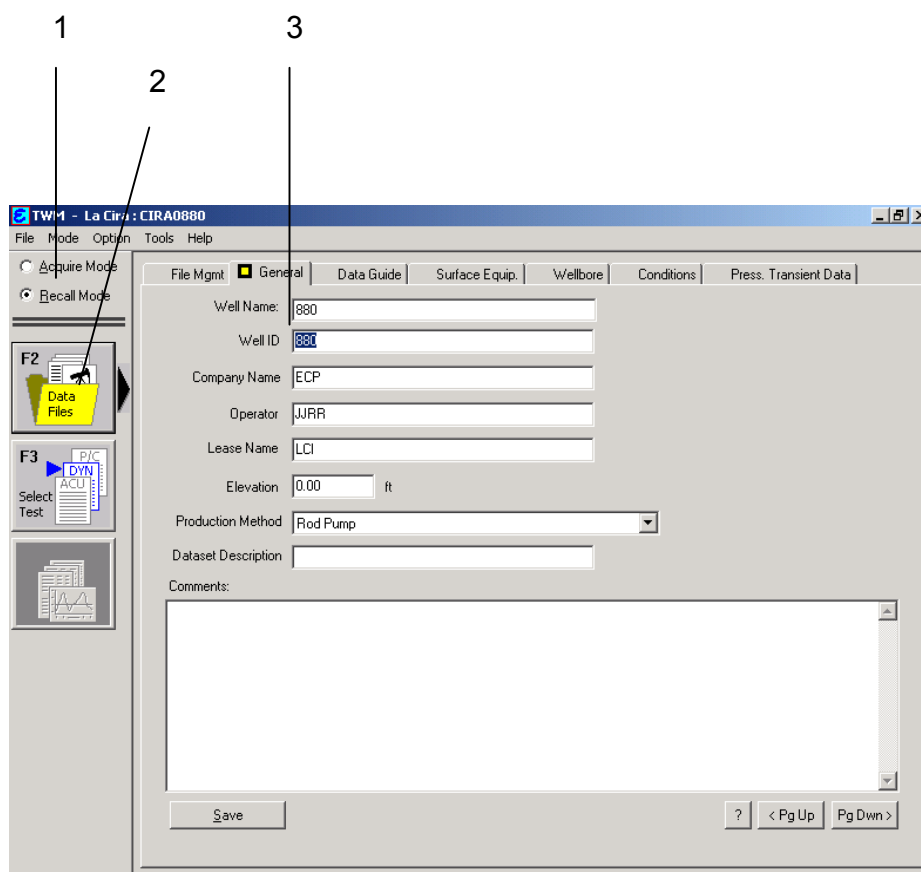 1
3
2
TWM - La Cira : CIRA0880
File Mode Option Tools Help
Acquire Mode
Recall Mode
File Mgmt General Data Guide Surface Equip. Wellbore Conditions Press. Transient Data
Well Name: 880
Well ID 880
Company Name ECP
Operator JJRR
Lease Name LCI
Elevation 0.00 ft
Production Method Rod Pump
Dataset Description
Comments:
F2
Data
Files
F3
P/C
DYN
ACU
Select
Test
Save ? < Pg Up Pg Dwn >